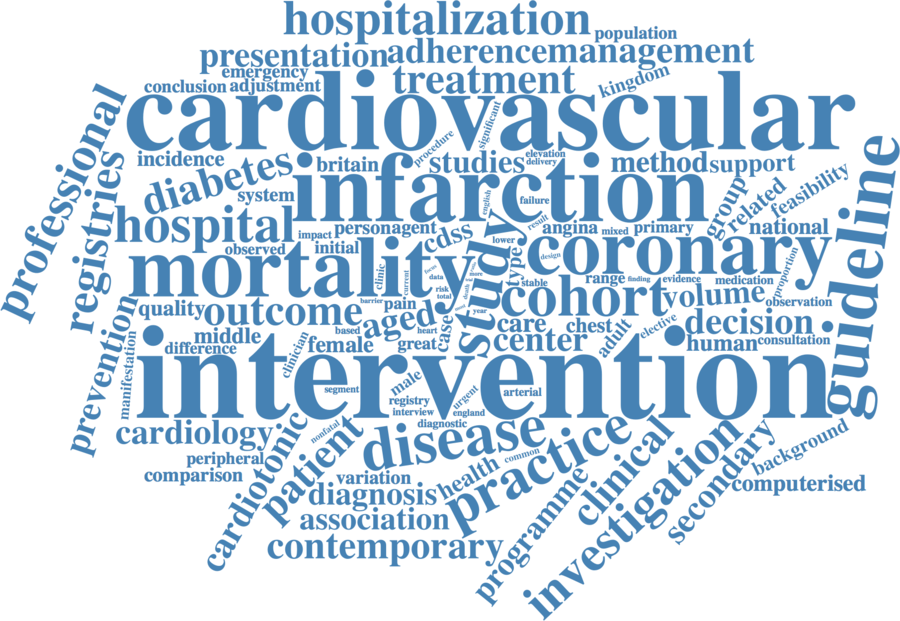 hospitalization
population
presentation
adherence
management
emergency
treatment
kingdom
conclusion
adjustment
cardiovascular
significant
professional
procedure
incidence
britain
studies
elevation
delivery
method
support
diabetes
infarction
registries
system
english
failure
group
related
feasibility
guideline
hospital
impact
personagent
cdss
result
angina
mixed
primary
national
observed
initial
lower
study
type
design
coronary
mortality
clinic
current
focus
data
more
death
stable
range
finding
evidence
medication
proportion
prevention
quality
outcome
barrier
pain
risk
total
year
cohort
volume
observation
manifestation
middle
difference
clinician
based
aged
heart
case
care
chest
adult
elective
decision
female
great
center
human
consultation
intervention
segment
male
registry
interview
urgent
england
diagnostic
arterial
cardiology
cardiotonic
nonfatal
patient
disease
practice
clinical
investigation
secondary
background
peripheral
comparison
variation
health
common
computerised
diagnosis
programme
association
contemporary